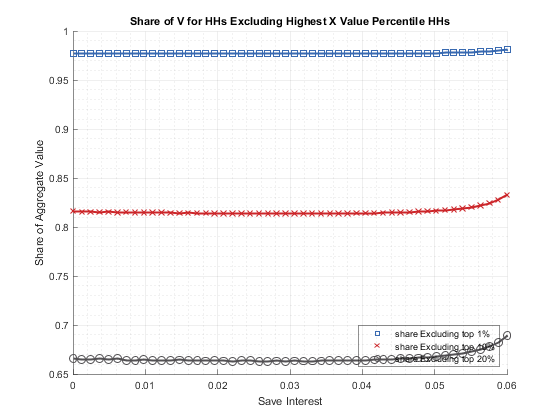 Share of V for HHs Excluding Highest X Value Percentile HHs
1
0.95
0.9
0.85
0.8
0.75
0.7
0.65
Share of Aggregate Value
0
0.01
0.02
0.03
0.04
0.05
0.06
Save Interest
share Excluding top 1%
share Excluding top 10%
share Excluding top 20%